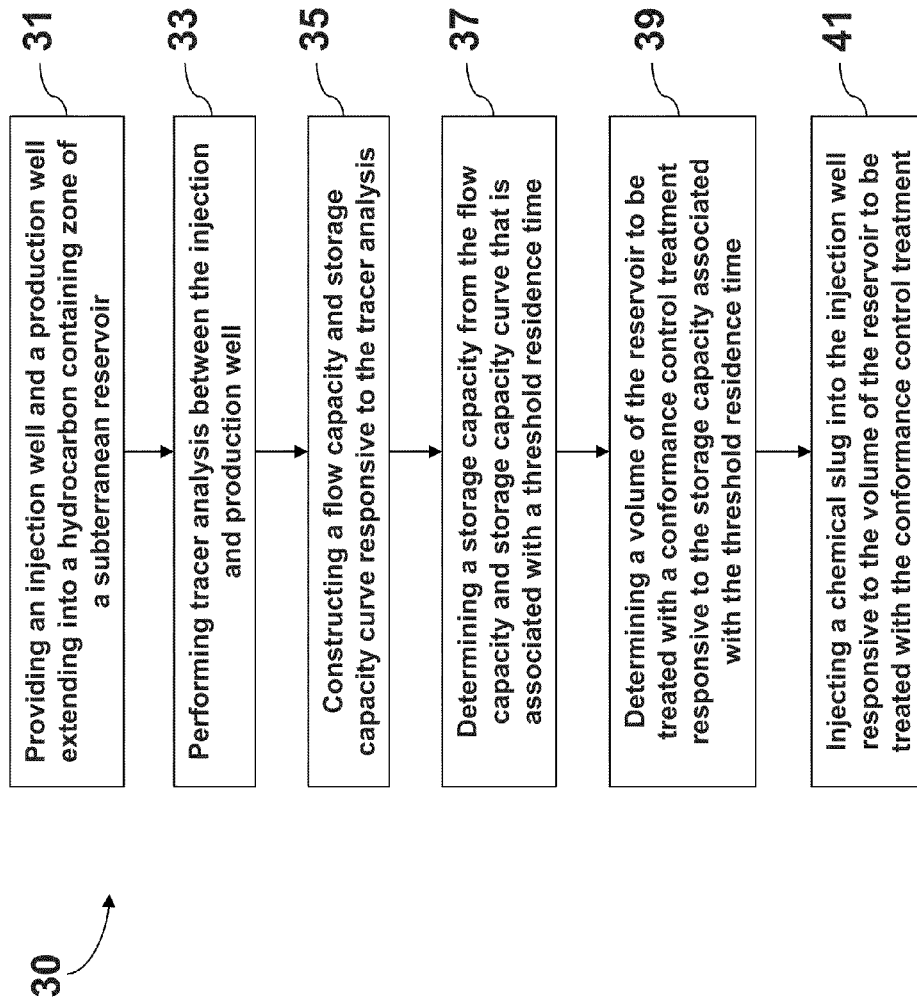 30
Providing an injection well and a production well
extending into a hydrocarbon containing zone of
a subterranean reservoir
31
Performing tracer analysis between the injection
and production well
33
Constructing a flow capacity and storage
capacity curve responsive to the tracer analysis
35
Determining a storage capacity from the flow
capacity and storage capacity curve that is
associated with a threshold residence time
37
Determining a volume of the reservoir to be
treated with a conformance control treatment
responsive to the storage capacity associated
with the threshold residence time
39
Injecting a chemical slug into the injection well
responsive to the volume of the reservoir to be
treated with the conformance control treatment
41